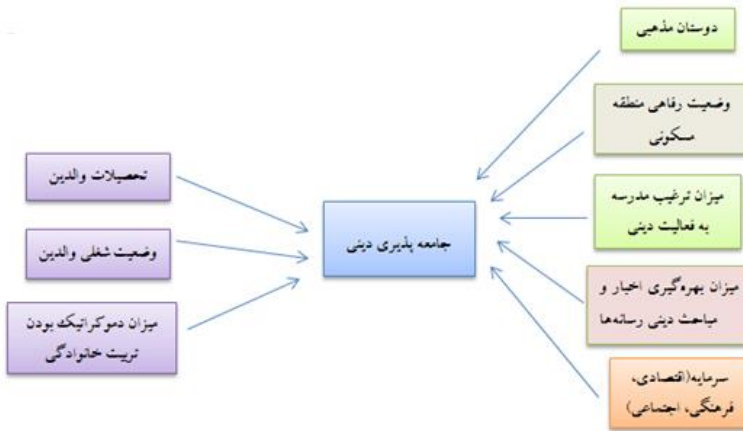 دوستان مذهبی
وضعیت رفاهی منطقه
مسکونی
میزان ترغیب مدرسه
به فعالیت دینی
میزان بهره‌گیری اخبار و
مباحث دینی رسانه‌ها
سرمایه(اقتصادی،
فرهنگی، اجتماعی)
جامعه پذیری دینی
تحصیلات والدین
وضعیت شغلی والدین
میزان دموکراتیک بودن
تربیت خانوادگی